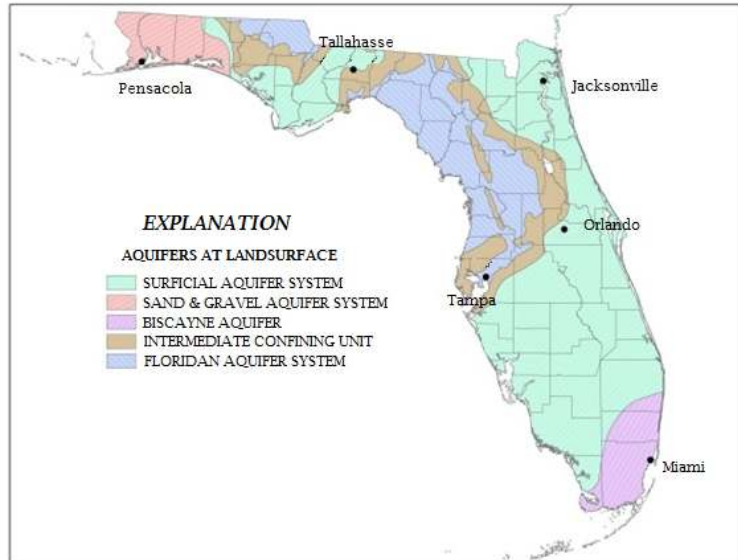 Tallahasse
Pensacola
Jacksonville
EXPLANATION
Orlando
AQUIFERS AT LANDSURFACE
SURFICIAL AQUIFER SYSTEM
Tampa
SAND & GRAVEL AQUIFER SYSTEM
BISCAYNE AQUIFER
INTERMEDIATE CONFINING UNIT
FLORIDAN AQUIFER SYSTEM
Miami